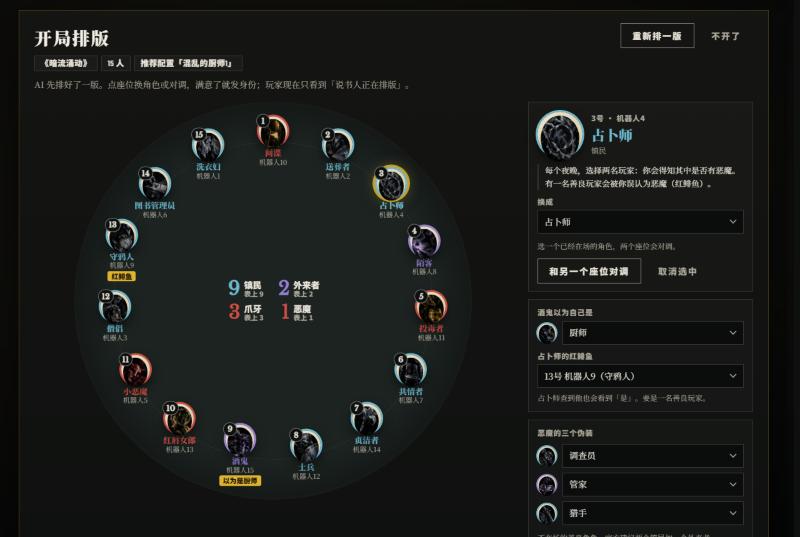 开局排版
重新排一版
不开了
《暗流涌动》
15 人
推荐配置「混乱的厨师!」
AI 先排好了一版。点座位换角色或对调，满意了就发身份；玩家现在只看到「说书人正在排版」。
1
间谍
机器人10
2
送葬者
机器人2
3
占卜师
机器人4
4
陌客
机器人8
5
投毒者
机器人11
6
共情者
机器人7
7
贞洁者
机器人14
8
士兵
机器人12
9
酒鬼
机器人15
以为是厨师
10
红唇女郎
机器人13
11
小恶魔
机器人5
12
僧侣
机器人3
13
守鸦人
机器人9
红鲱鱼
14
图书管理员
机器人6
15
洗衣妇
机器人1
9 镇民
表上 9
2 外来者
表上 2
3 爪牙
表上 3
1 恶魔
表上 1
3号 · 机器人4
占卜师
镇民
每个夜晚，选择两名玩家：你会得知其中是否有恶魔。
有一名善良玩家会被你误认为恶魔（红鲱鱼）。
换成
占卜师
选一个已经在场的角色，两个座位会对调。
和另一个座位对调
取消选中
酒鬼以为自己是
厨师
占卜师的红鲱鱼
13号 机器人9（守鸦人）
占卜师查到他也会看到「是」。要是一名善良玩家。
恶魔的三个伪装
调查员
管家
猎手